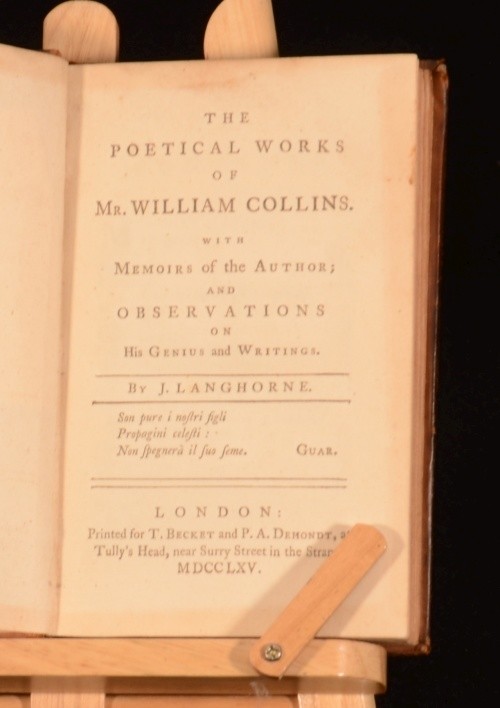 THE
POETICAL WORKS
OF
MR. WILLIAM COLLINS.
WITH
MEMOIRS of the AUTHOR;
AND
OBSERVATIONS
ON
His GENIUS and WRITINGS.
BY J. LANGHORNE.
Son pure i noſtri figli
Propagini celeſti:
Non ſpegnerà il ſuo ſeme. GUAR.
LONDON:
Printed for T. BECKET and P. A. DEHONDT,
Tully's Head, near Surry Street in the
MDCCLXV.